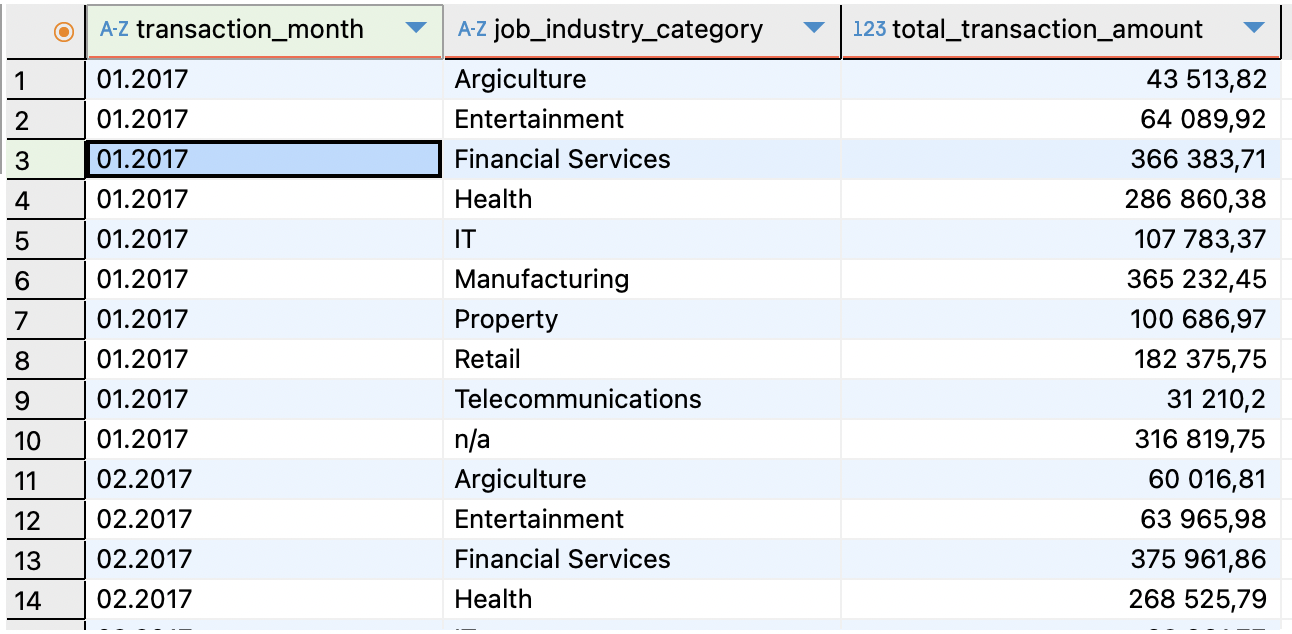 A-Z transaction_month A-Z job_industry_category 123 total_transaction_amount
1 01.2017 Argiculture 43 513,82
2 01.2017 Entertainment 64 089,92
3 01.2017 Financial Services 366 383,71
4 01.2017 Health 286 860,38
5 01.2017 IT 107 783,37
6 01.2017 Manufacturing 365 232,45
7 01.2017 Property 100 686,97
8 01.2017 Retail 182 375,75
9 01.2017 Telecommunications 31 210,2
10 01.2017 n/a 316 819,75
11 02.2017 Argiculture 60 016,81
12 02.2017 Entertainment 63 965,98
13 02.2017 Financial Services 375 961,86
14 02.2017 Health 268 525,79